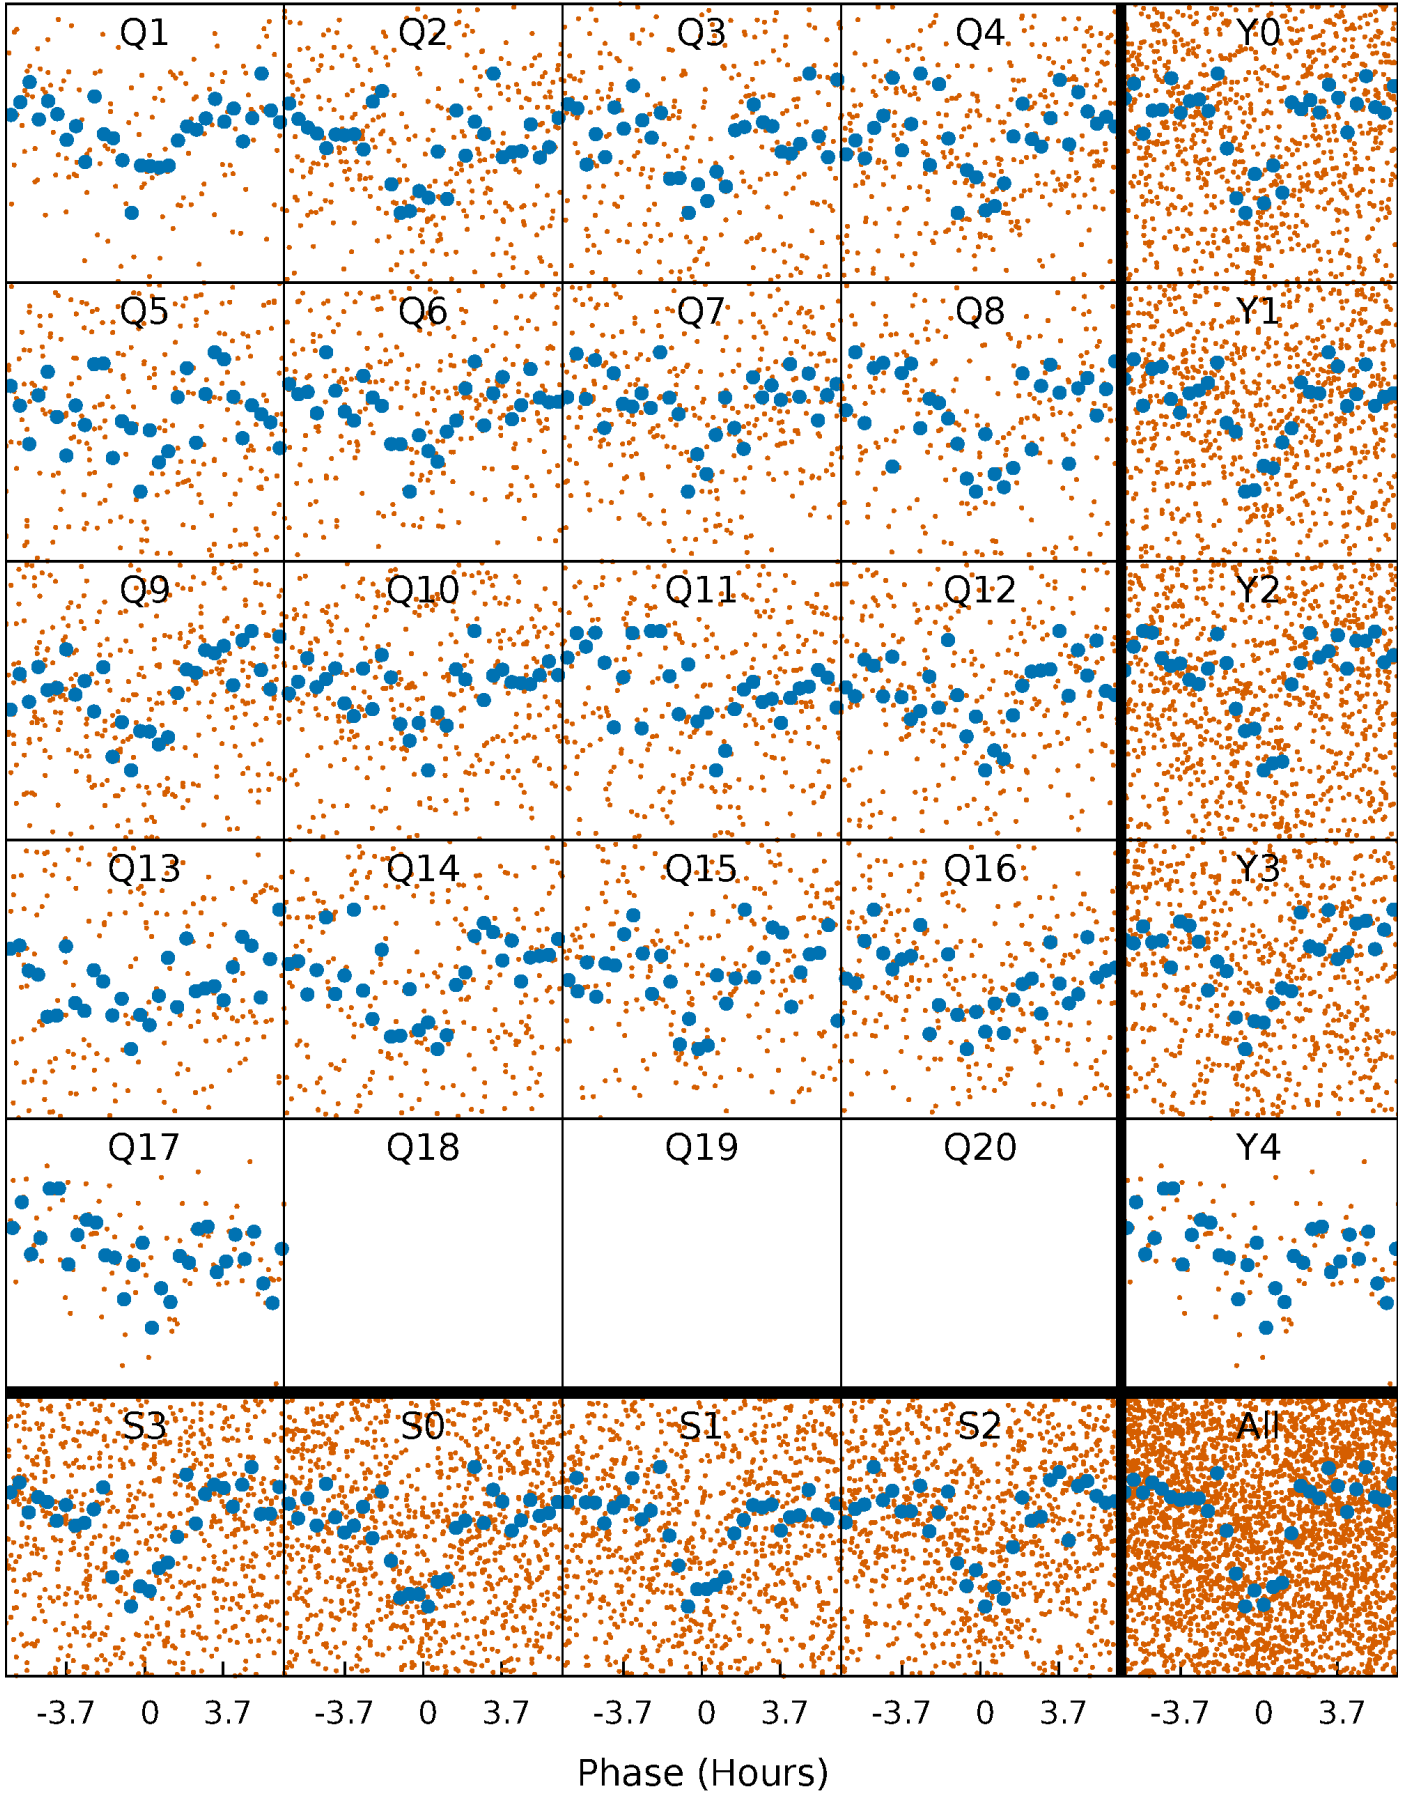 Q1 Q2 Q3 Q4 Y0
Q5 Q6 Q7 Q8 Y1
Q9 Q10 Q11 Q12 Y2
Q13 Q14 Q15 Q16 Y3
Q17 Q18 Q19 Q20 Y4
S3 S0 S1 S2 All
-3.7 0 3.7 -3.7 0 3.7 -3.7 0 3.7 -3.7 0 3.7 -3.7 0 3.7
Phase (Hours)